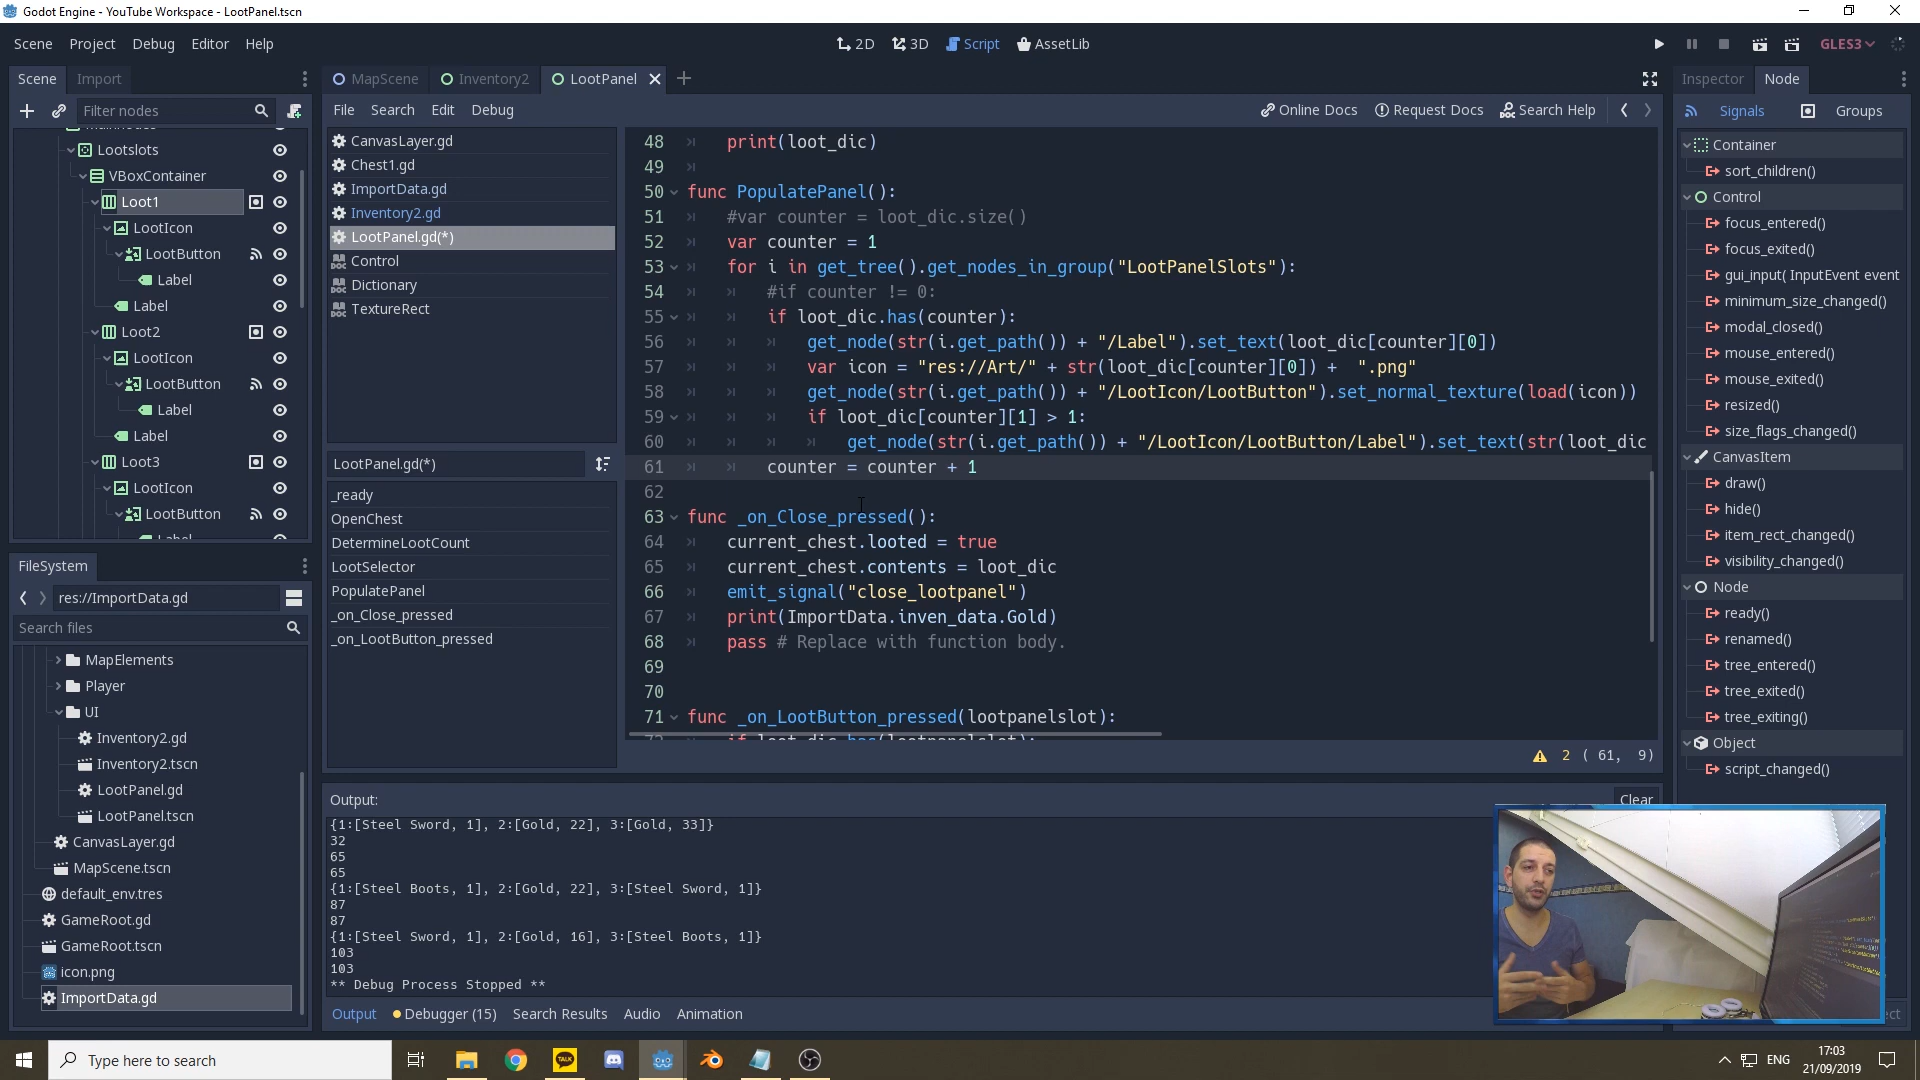 Godot Engine - YouTube Workspace - LootPanel.tscn
Scene Project Debug Editor Help
2D 3D Script AssetLib
GLES3
Scene Import
MapScene Inventory2 LootPanel
Inspector Node
Filter nodes
File Search Edit Debug
Online Docs Request Docs Search Help
Signals Groups
Lootslots
VBoxContainer
Loot1
LootIcon
LootButton
Label
Label
Loot2
LootIcon
LootButton
Label
Label
Loot3
LootIcon
LootButton
Label
CanvasLayer.gd
Chest1.gd
ImportData.gd
Inventory2.gd
LootPanel.gd(*)
Control
Dictionary
TextureRect
LootPanel.gd(*)
_ready
OpenChest
DetermineLootCount
LootSelector
PopulatePanel
_on_Close_pressed
_on_LootButton_pressed
48 print(loot_dic)
49
50 func PopulatePanel():
51 #var counter = loot_dic.size()
52 var counter = 1
53 for i in get_tree().get_nodes_in_group("LootPanelSlots"):
54 #if counter != 0:
55 if loot_dic.has(counter):
56 get_node(str(i.get_path()) + "/Label").set_text(loot_dic[counter][0])
57 var icon = "res://Art/" + str(loot_dic[counter][0]) +  ".png"
58 get_node(str(i.get_path()) + "/LootIcon/LootButton").set_normal_texture(load(icon))
59 if loot_dic[counter][1] > 1:
60 get_node(str(i.get_path()) + "/LootIcon/LootButton/Label").set_text(str(loot_dic
61 counter = counter + 1
62
63 func _on_Close_pressed():
64 current_chest.looted = true
65 current_chest.contents = loot_dic
66 emit_signal("close_lootpanel")
67 print(ImportData.inven_data.Gold)
68 pass # Replace with function body.
69
70
71 func _on_LootButton_pressed(lootpanelslot):
72 if loot_dic.has(lootpanelslot):
2 ( 61, 9)
Container
sort_children()
Control
focus_entered()
focus_exited()
gui_input( InputEvent event
minimum_size_changed()
modal_closed()
mouse_entered()
mouse_exited()
resized()
size_flags_changed()
CanvasItem
draw()
hide()
item_rect_changed()
visibility_changed()
Node
ready()
renamed()
tree_entered()
tree_exited()
tree_exiting()
Object
script_changed()
FileSystem
res://ImportData.gd
Search files
MapElements
Player
UI
Inventory2.gd
Inventory2.tscn
LootPanel.gd
LootPanel.tscn
CanvasLayer.gd
MapScene.tscn
default_env.tres
GameRoot.gd
GameRoot.tscn
icon.png
ImportData.gd
Output: Clear
{1:[Steel Sword, 1], 2:[Gold, 22], 3:[Gold, 33]}
32
65
65
{1:[Steel Boots, 1], 2:[Gold, 22], 3:[Steel Sword, 1]}
87
87
{1:[Steel Sword, 1], 2:[Gold, 16], 3:[Steel Boots, 1]}
103
103
** Debug Process Stopped **
Output Debugger (15) Search Results Audio Animation
Type here to search
TALK
ENG
17:03
21/09/2019